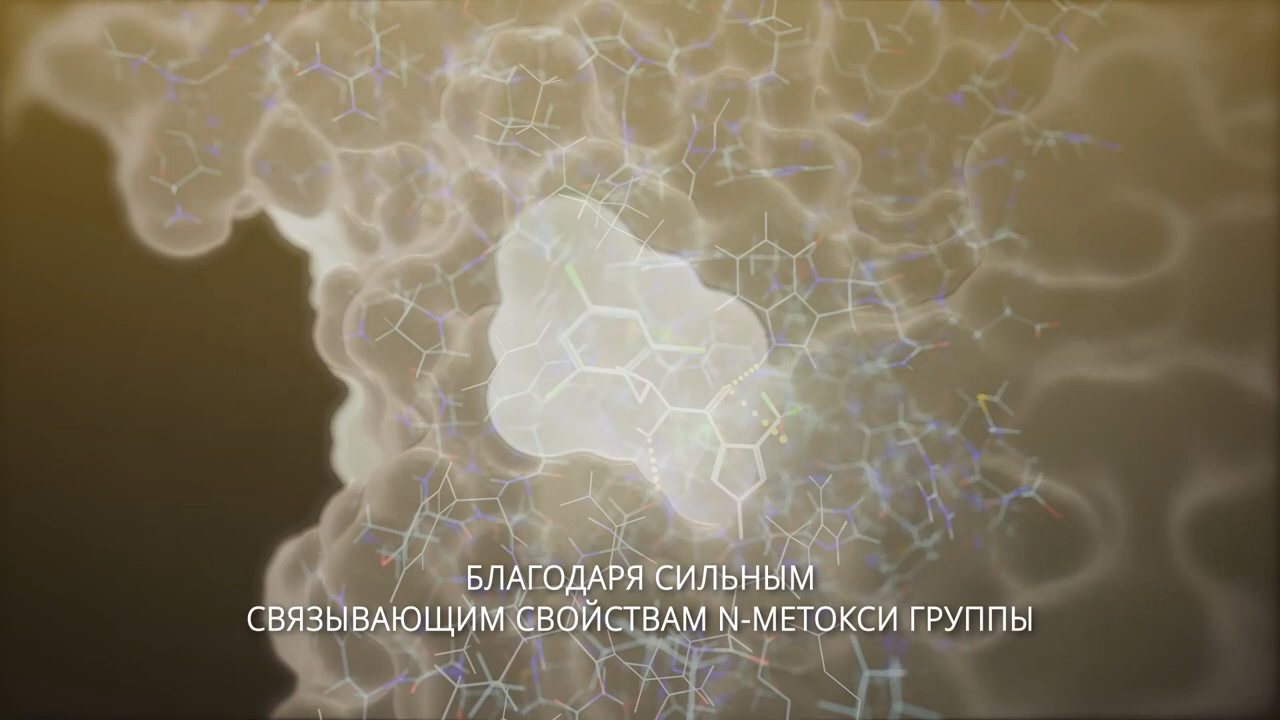 БЛАГОДАРЯ СИЛЬНЫМ
СВЯЗЫВАЮЩИМ СВОЙСТВАМ N-МЕТОКСИ ГРУППЫ